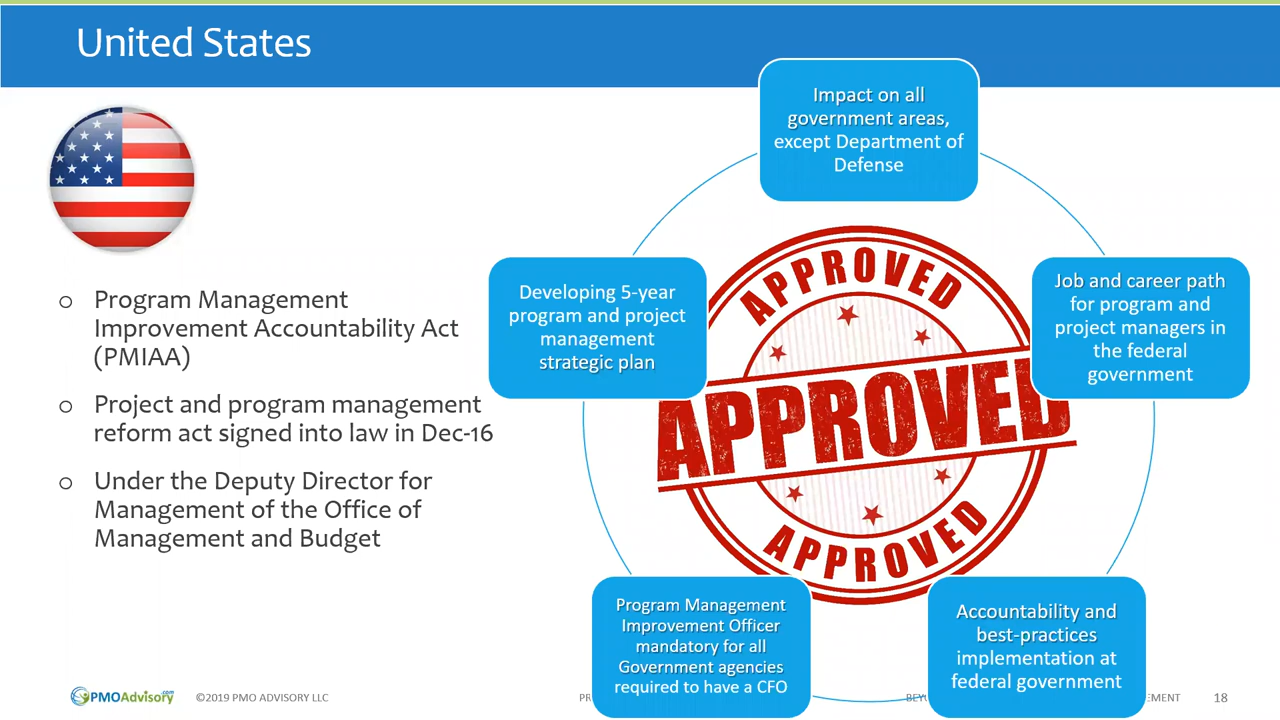 United States
Program Management
Improvement Accountability Act
(PMIAA)
Project and program management
reform act signed into law in Dec-16
Under the Deputy Director for
Management of the Office of
Management and Budget
Impact on all
government areas,
except Department of
Defense
Job and career path
for program and
project managers in
the federal
government
Accountability and
best-practices
implementation at
federal government
Program Management
Improvement Officer
mandatory for all
Government agencies
required to have a CFO
Developing 5-year
program and project
management
strategic plan
APPROVED
APPROVED
APPROVED
PMOAdvisory.com
©2019 PMO ADVISORY LLC
18